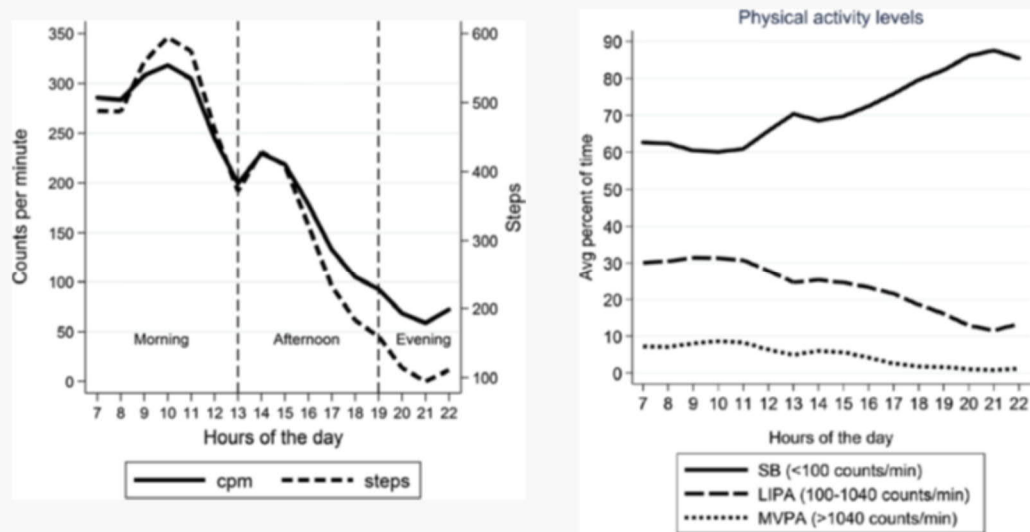 350
300
250
200
150
100
50
0
Counts per minute
600
500
400
300
200
100
Steps
Morning
Afternoon
Evening
7 8 9 10 11 12 13 14 15 16 17 18 19 20 21 22
Hours of the day
cpm
steps
Physical activity levels
90
80
70
60
50
40
30
20
10
0
Avg percent of time
7 8 9 10 11 12 13 14 15 16 17 18 19 20 21 22
Hours of the day
SB (<100 counts/min)
LIPA (100-1040 counts/min)
MVPA (>1040 counts/min)